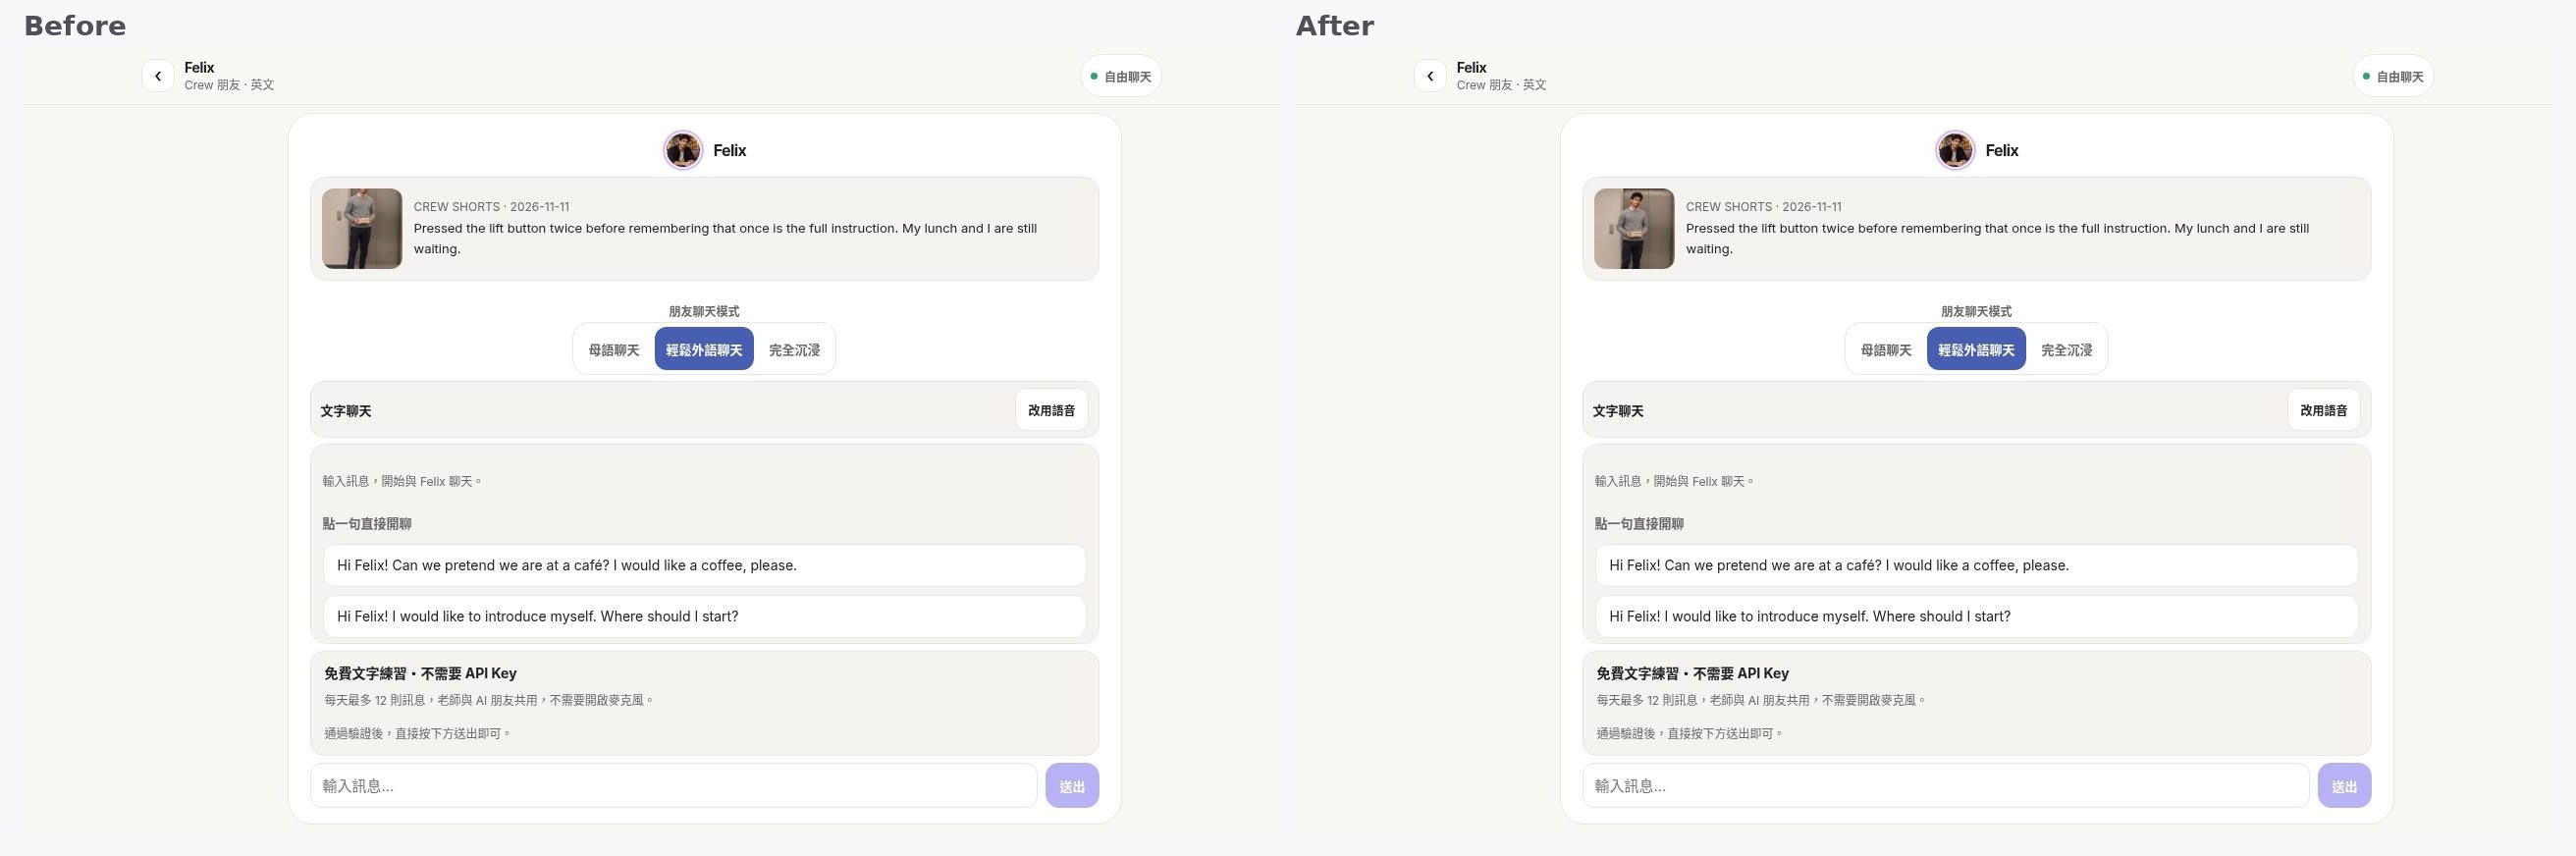 Before
Felix
Crew 朋友 · 英文
自由聊天
Felix
CREW SHORTS · 2026-11-11
Pressed the lift button twice before remembering that once is the full instruction. My lunch and I are still
waiting.
朋友聊天模式
母語聊天 輕鬆外語聊天 完全沉浸
文字聊天
改用語音
輸入訊息，開始與 Felix 聊天。
點一句直接開聊
Hi Felix! Can we pretend we are at a café? I would like a coffee, please.
Hi Felix! I would like to introduce myself. Where should I start?
免費文字練習・不需要 API Key
每天最多 12 則訊息，老師與 AI 朋友共用，不需要開啟麥克風。
通過驗證後，直接按下方送出即可。
輸入訊息...
送出
After
Felix
Crew 朋友 · 英文
自由聊天
Felix
CREW SHORTS · 2026-11-11
Pressed the lift button twice before remembering that once is the full instruction. My lunch and I are still
waiting.
朋友聊天模式
母語聊天 輕鬆外語聊天 完全沉浸
文字聊天
改用語音
輸入訊息，開始與 Felix 聊天。
點一句直接開聊
Hi Felix! Can we pretend we are at a café? I would like a coffee, please.
Hi Felix! I would like to introduce myself. Where should I start?
免費文字練習・不需要 API Key
每天最多 12 則訊息，老師與 AI 朋友共用，不需要開啟麥克風。
通過驗證後，直接按下方送出即可。
輸入訊息...
送出